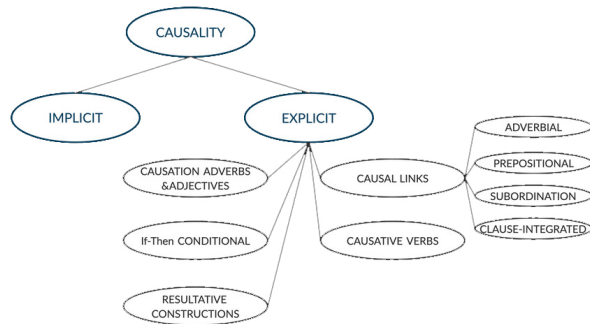 CAUSALITY
IMPLICIT
EXPLICIT
ADVERBIAL
PREPOSITIONAL
CAUSATION ADVERBS
&ADJECTIVES
CAUSAL LINKS
SUBORDINATION
CLAUSE-INTEGRATED
If-Then CONDITIONAL
CAUSATIVE VERBS
RESULTATIVE
CONSTRUCTIONS